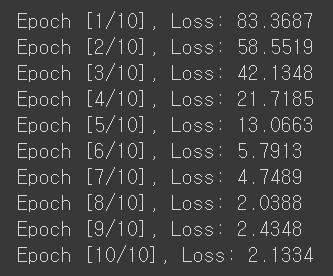 Epoch [1/10], Loss: 83.3687
Epoch [2/10], Loss: 58.5519
Epoch [3/10], Loss: 42.1348
Epoch [4/10], Loss: 21.7185
Epoch [5/10], Loss: 13.0663
Epoch [6/10], Loss: 5.7913
Epoch [7/10], Loss: 4.7489
Epoch [8/10], Loss: 2.0388
Epoch [9/10], Loss: 2.4348
Epoch [10/10], Loss: 2.1334